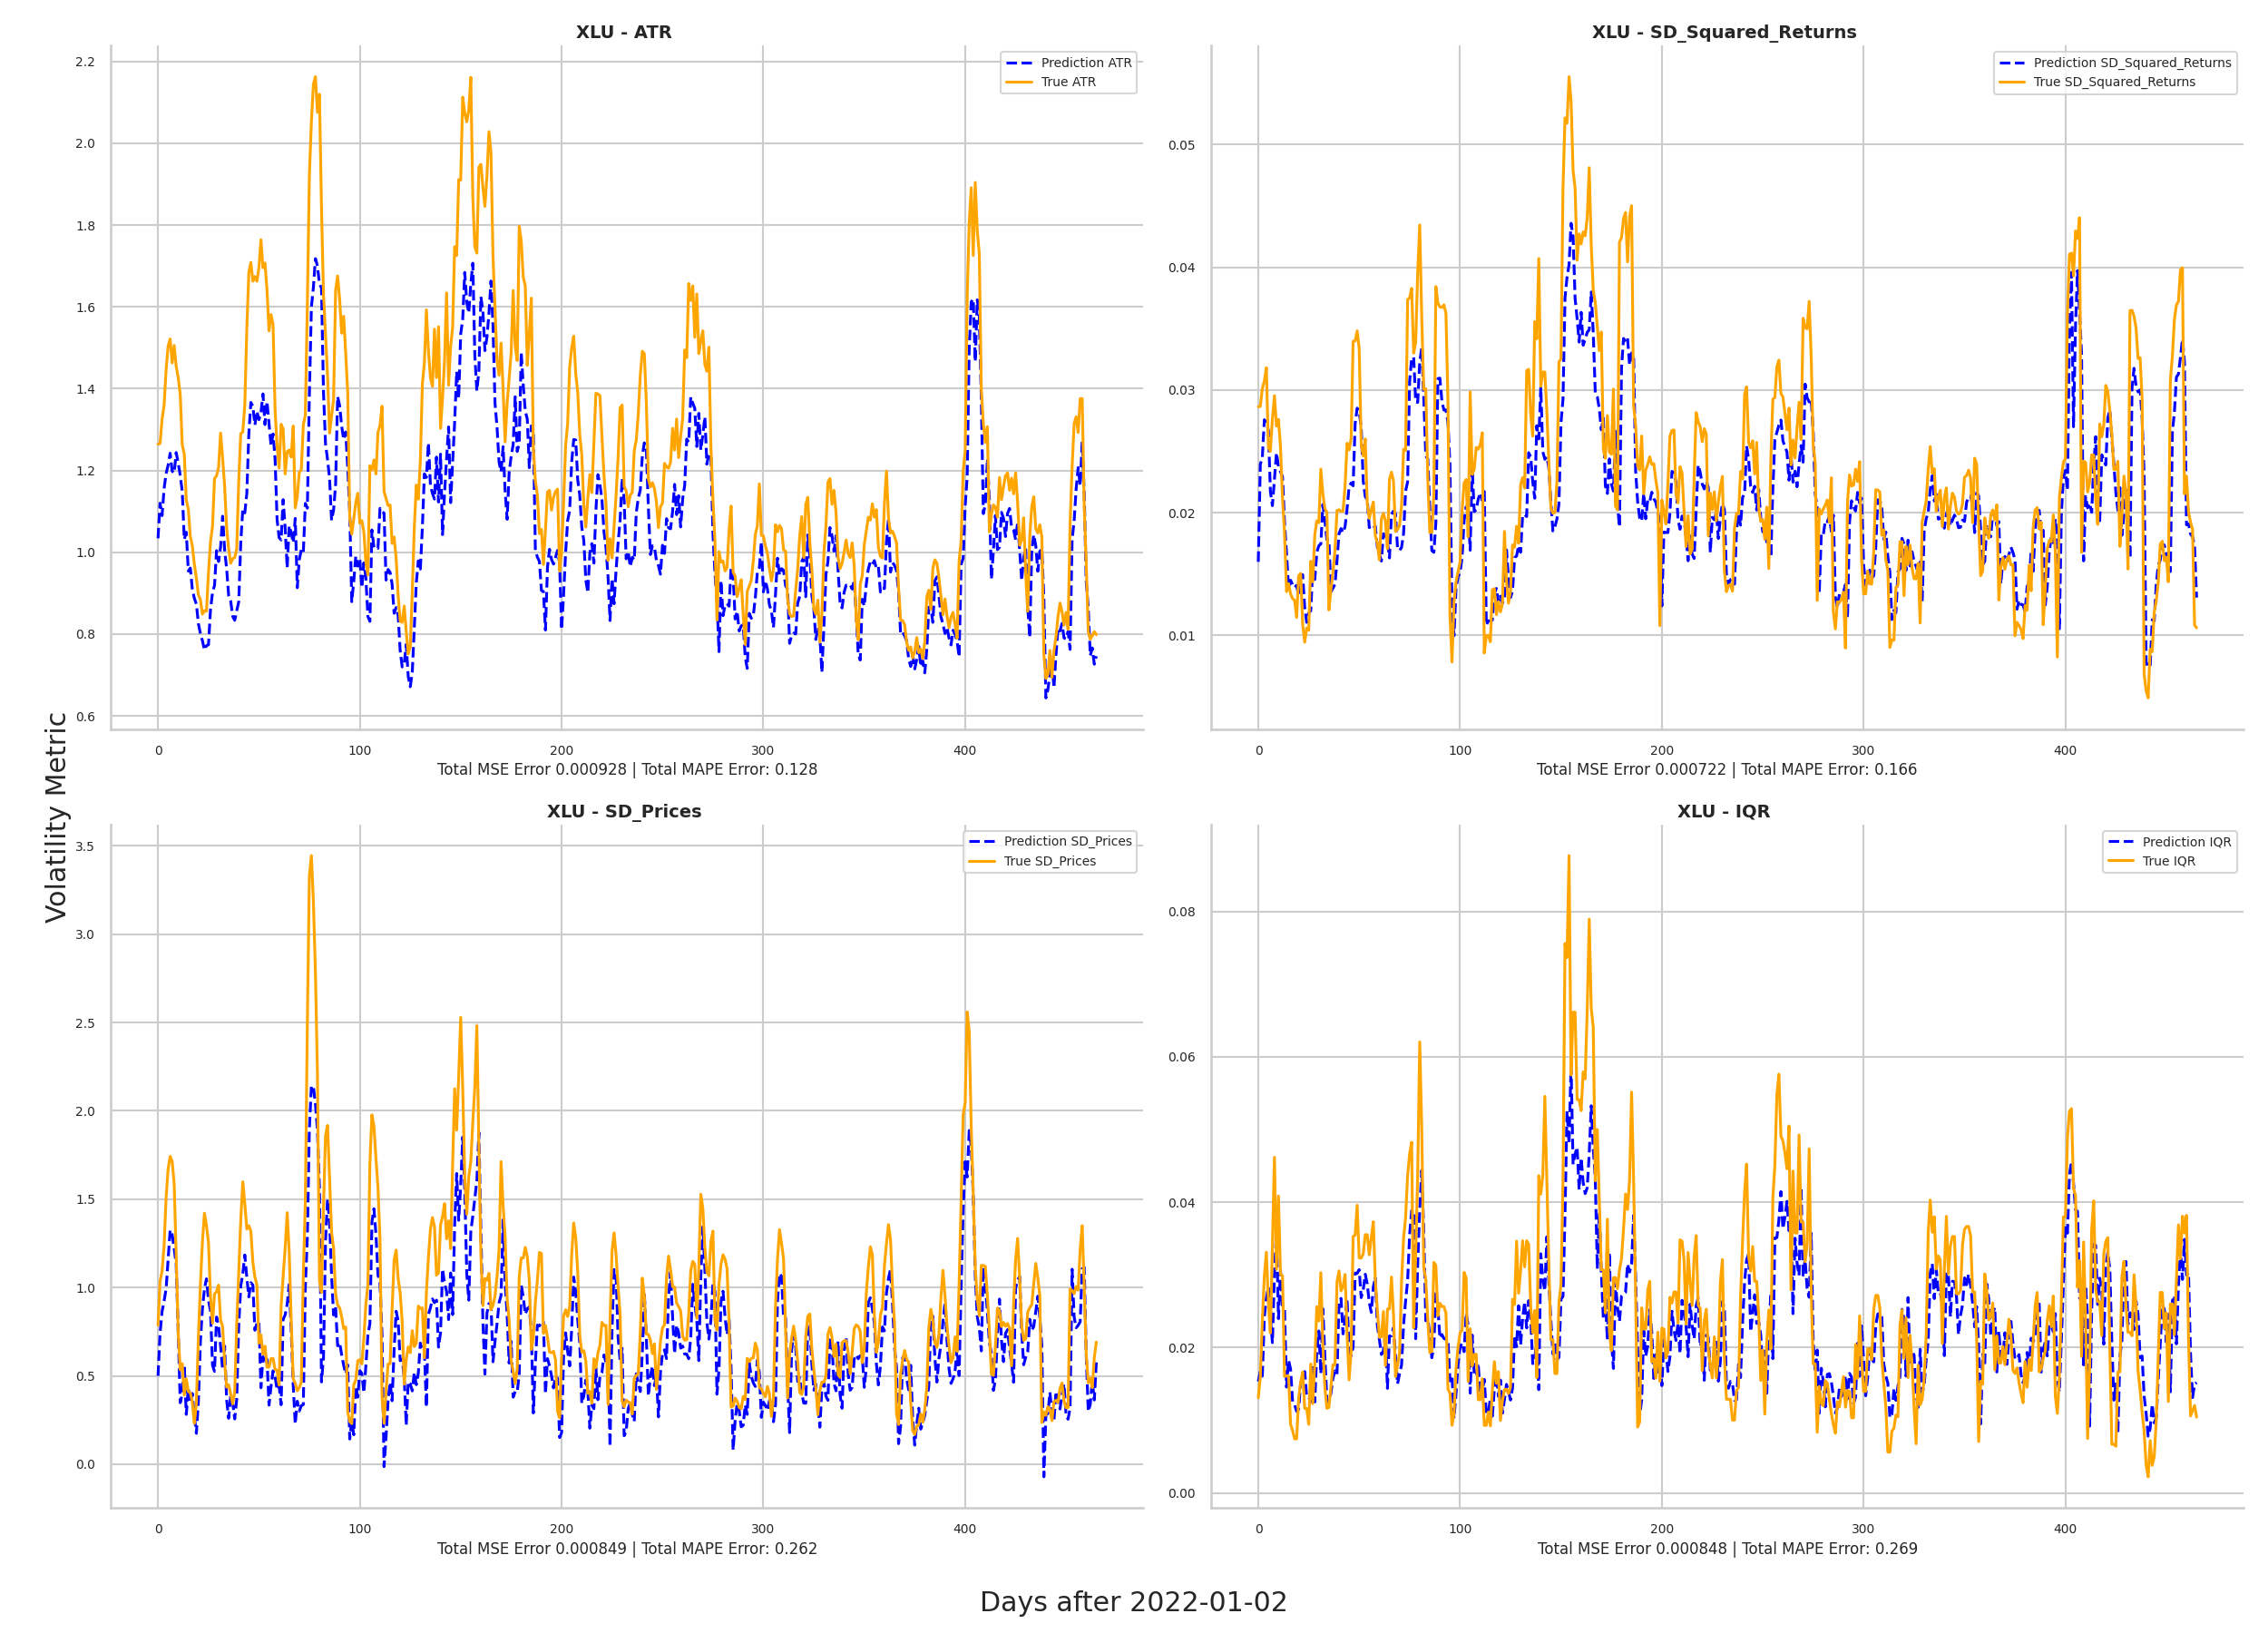 XLU - ATR
Prediction ATR
True ATR
2.2
2.0
1.8
1.6
1.4
1.2
1.0
0.8
0.6
0 100 200 300 400
Total MSE Error 0.000928 | Total MAPE Error: 0.128
XLU - SD_Squared_Returns
Prediction SD_Squared_Returns
True SD_Squared_Returns
0.05
0.04
0.03
0.02
0.01
0 100 200 300 400
Total MSE Error 0.000722 | Total MAPE Error: 0.166
Volatility Metric
XLU - SD_Prices
Prediction SD_Prices
True SD_Prices
3.5
3.0
2.5
2.0
1.5
1.0
0.5
0.0
0 100 200 300 400
Total MSE Error 0.000849 | Total MAPE Error: 0.262
XLU - IQR
Prediction IQR
True IQR
0.08
0.06
0.04
0.02
0.00
0 100 200 300 400
Total MSE Error 0.000848 | Total MAPE Error: 0.269
Days after 2022-01-02